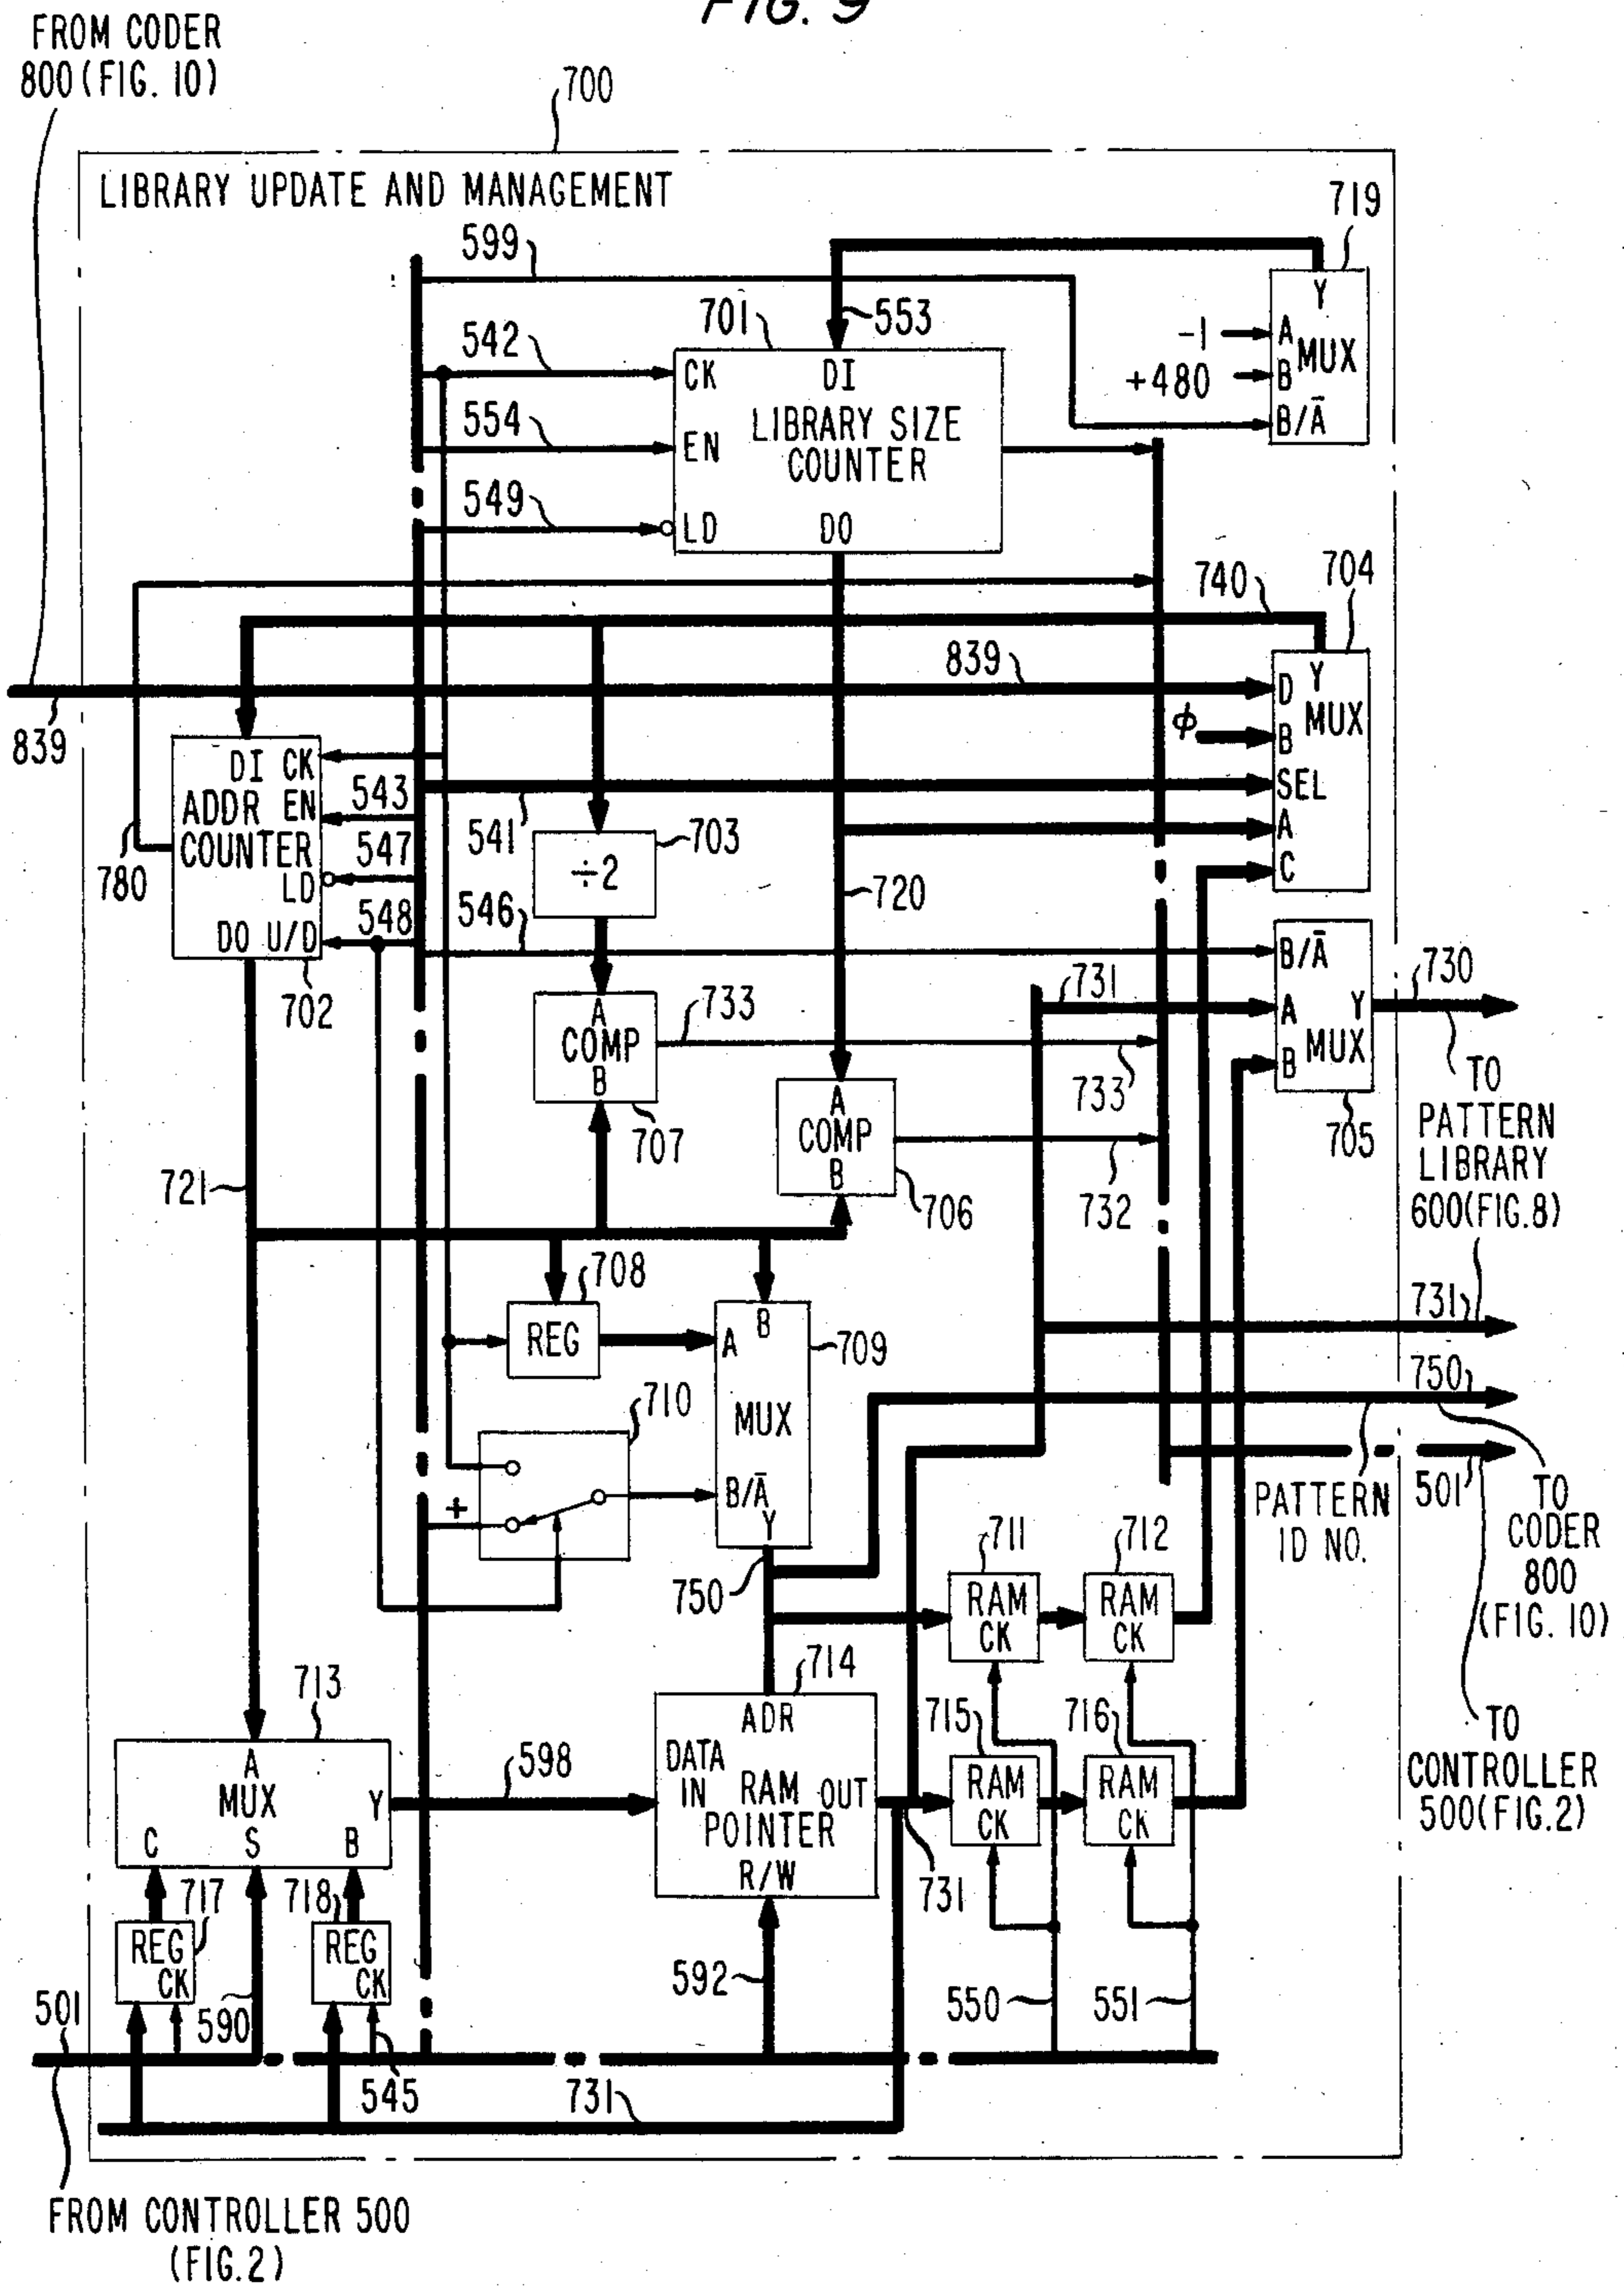 FIG. 9
FROM CODER
800 (FIG. 10)
700
LIBRARY UPDATE AND MANAGEMENT
719
599
Y
A
MUX
B
B/Ā
-1
+480
553
701
542
CK
DI
554
EN
LIBRARY SIZE
COUNTER
549
LD
DO
740
704
839
D
Y
MUX
ϕ
B
SEL
A
C
839
DI CK
ADDR EN
COUNTER
LD
DO U/D
543
547
548
780
702
541
703
÷2
720
546
B/Ā
A
Y
MUX
B
730
731
705
TO
PATTERN
LIBRARY
600(FIG.8)
A
COMP
B
733
707
733
A
COMP
B
706
732
721
708
REG
B
A
709
MUX
B/Ā
Y
710
+
731
750
PATTERN
ID NO.
501
TO
CODER
800
(FIG. 10)
750
711
RAM
CK
712
RAM
CK
713
A
MUX
Y
C
S
B
598
714
ADR
DATA
IN
RAM
OUT
POINTER
R/W
715
RAM
CK
716
RAM
CK
TO
CONTROLLER
500(FIG.2)
731
717
REG
CK
718
REG
CK
590
592
550
551
501
545
731
FROM CONTROLLER 500
(FIG.2)